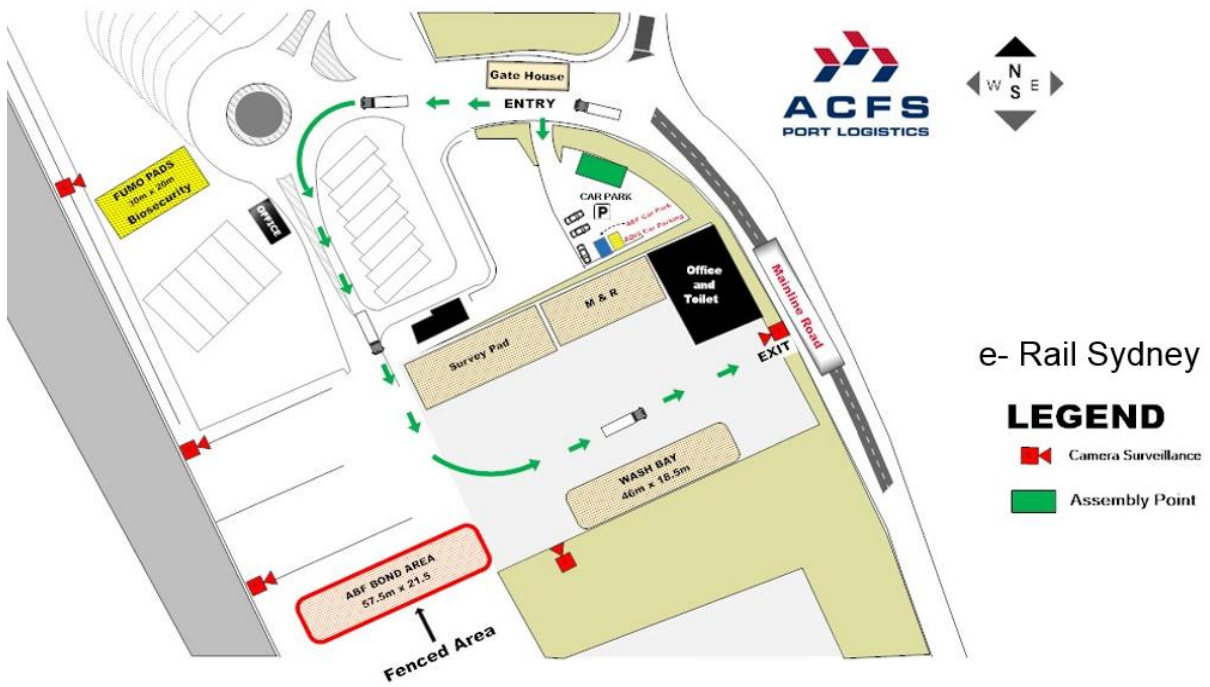 Gate House
ENTRY
ACFS
PORT LOGISTICS
N
W E
S
FUMO PADS
30m x 20m
Biosecurity
OFFICE
CAR PARK
P
ABF Car Park
Car Parking
Office
and
Toilet
Mainline Road
M & R
Survey Pad
EXIT
e- Rail Sydney
LEGEND
Camera Surveillance
Assembly Point
WASH BAY
46m x 18.5m
ABF BOND AREA
57.5m x 21.5
Fenced Area